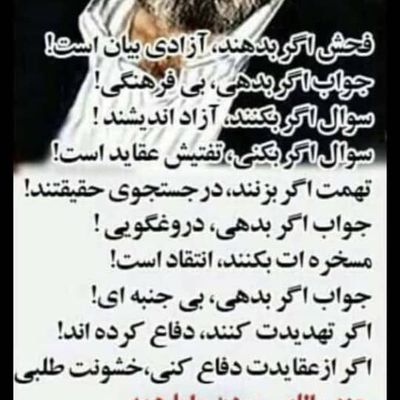 فحش اگر بدهند، آزادی بیان است!
جواب اگر بدهی، بی فرهنگی!
سوال اگر بکنند، آزاد اندیشند!
سوال اگر بکنی، تفتیش عقاید است!
تهمت اگر بزنند، در جستجوی حقیقتند!
جواب اگر بدهی، دروغگویی!
مسخره ات بکنند، انتقاد است!
جواب اگر بدهی، بی جنبه ای!
اگر تهدیدت کنند، دفاع کرده اند!
اگر از عقایدت دفاع کنی، خشونت طلبی